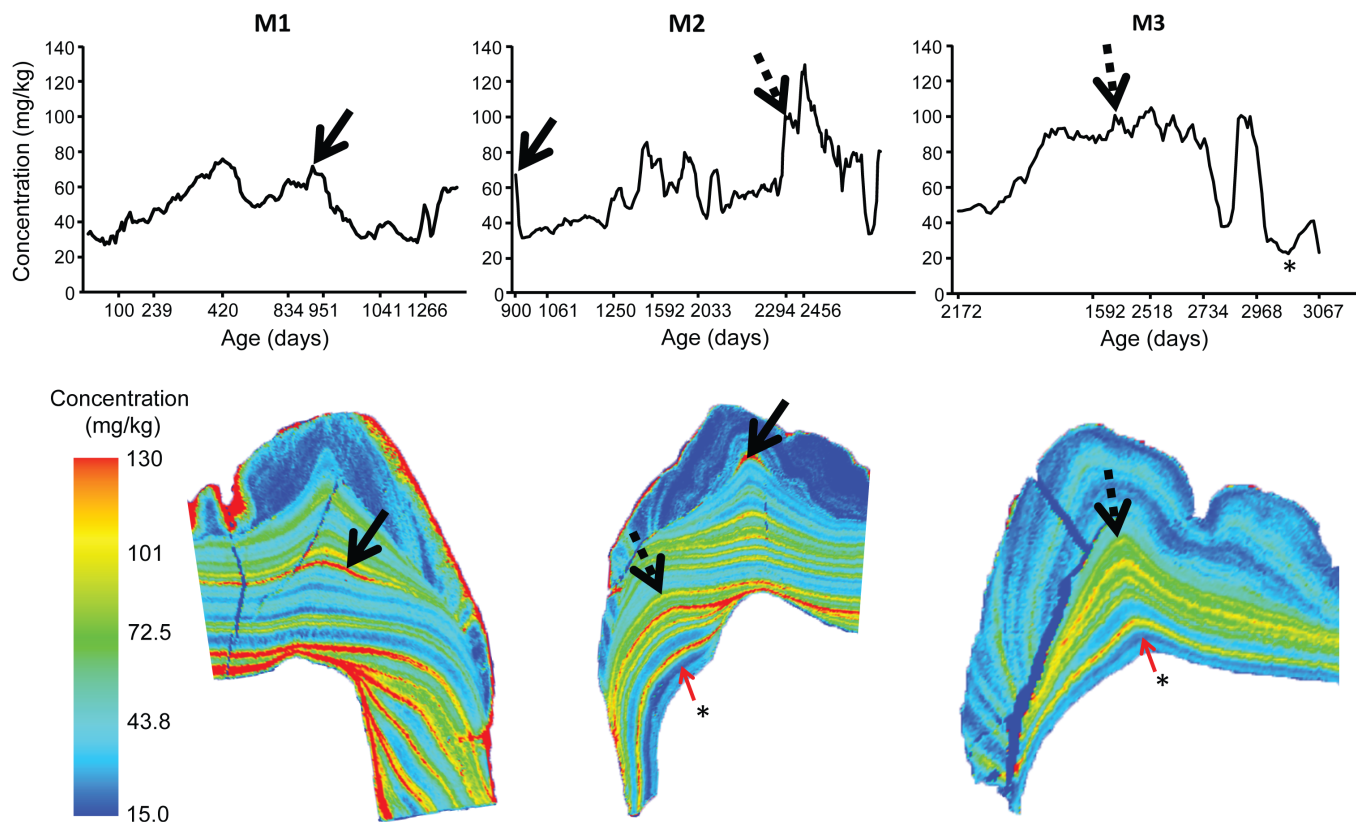 M1
M2
M3
Concentration (mg/kg)
140
120
100
80
60
40
20
0
100 239 420 834 951 1041 1266
Age (days)
140
120
100
80
60
40
20
0
900 1061 1250 1592 2033 2294 2456
Age (days)
140
120
100
80
60
40
20
0
*
2172 1592 2518 2734 2968 3067
Age (days)
Concentration
(mg/kg)
130
101
72.5
43.8
15.0
*
*